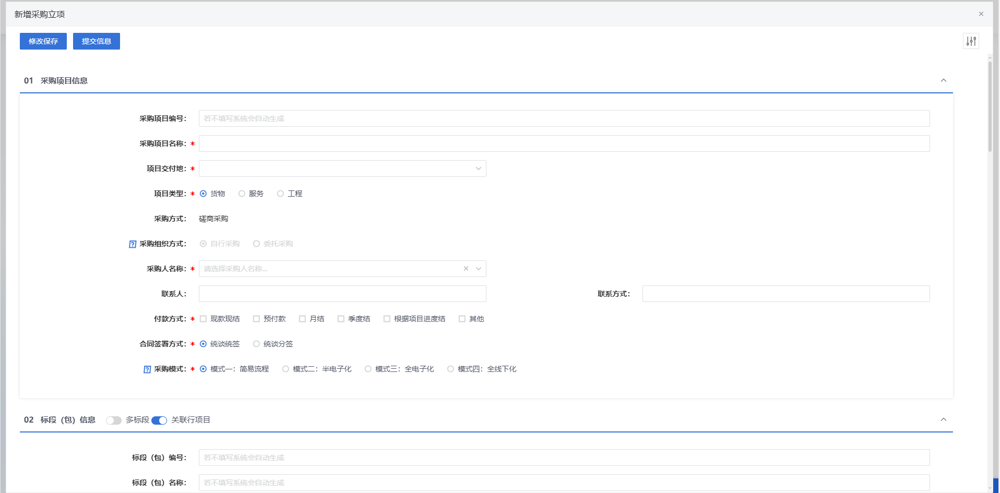 新增采购立项
修改保存 提交信息
01 采购项目信息
采购项目编号： 若不填写系统会自动生成
采购项目名称：*
项目交付地：*
项目类型：* 货物 服务 工程
采购方式： 磋商采购
? 采购组织方式： 自行采购 委托采购
采购人名称：* 请选择采购人名称...
联系人： 联系方式：
付款方式：* 现款现结 预付款 月结 季度结 根据项目进度结 其他
合同签署方式：* 统谈统签 统谈分签
? 采购模式：* 模式一：简易流程 模式二：半电子化 模式三：全电子化 模式四：全线下化
02 标段（包）信息 多标段 关联行项目
标段（包）编号： 若不填写系统会自动生成
标段（包）名称： 若不填写系统会自动生成